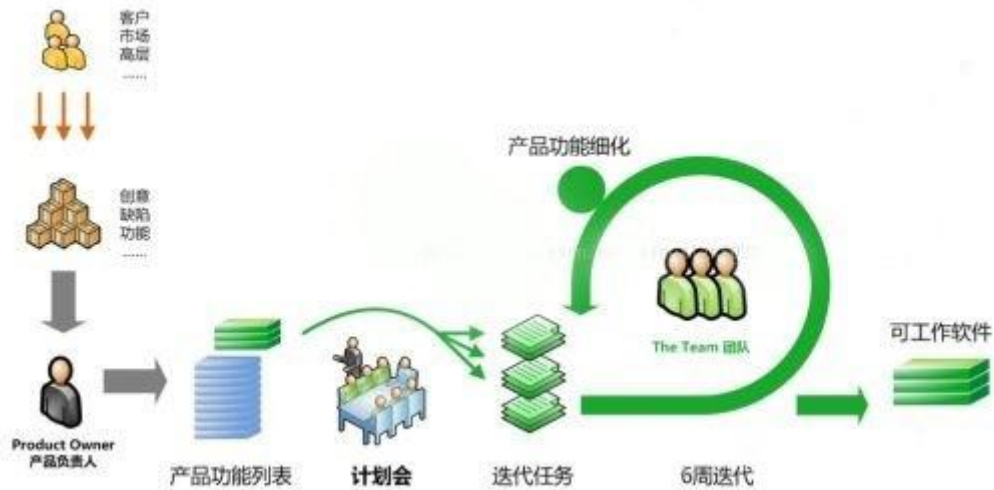 客户
市场
高层
......
创意
缺陷
功能
......
Product Owner
产品负责人
产品功能列表
计划会
迭代任务
产品功能细化
The Team 团队
6周迭代
可工作软件